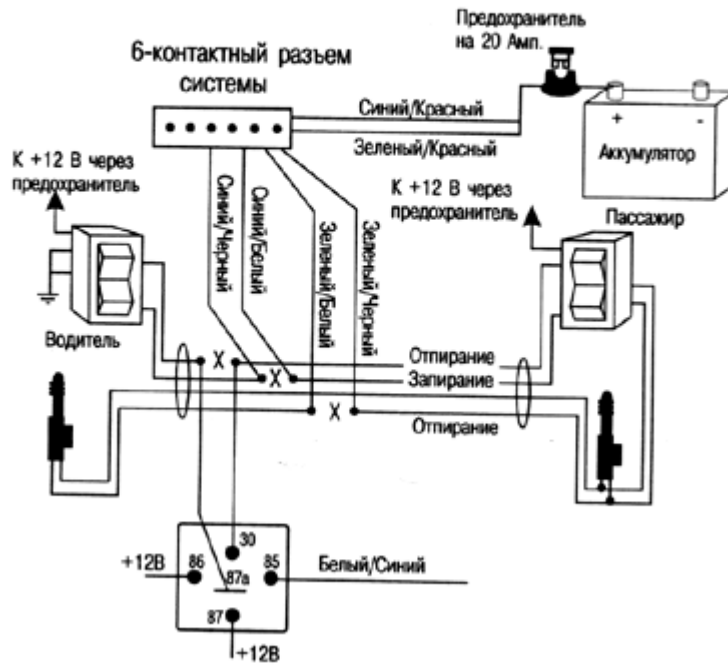 Предохранитель
на 20 Амп.
6-контактный разъем
системы
Синий/Красный
Зеленый/Красный
+ -
Аккумулятор
К +12 В через
предохранитель
К +12 В через
предохранитель
Пассажир
Синий/Черный
Синий/Белый
Зеленый/Белый
Зеленый/Черный
Водитель
X
Отпирание
X
Запирание
X
Отпирание
30
+12В
86
87а
85
Белый/Синий
87
+12В